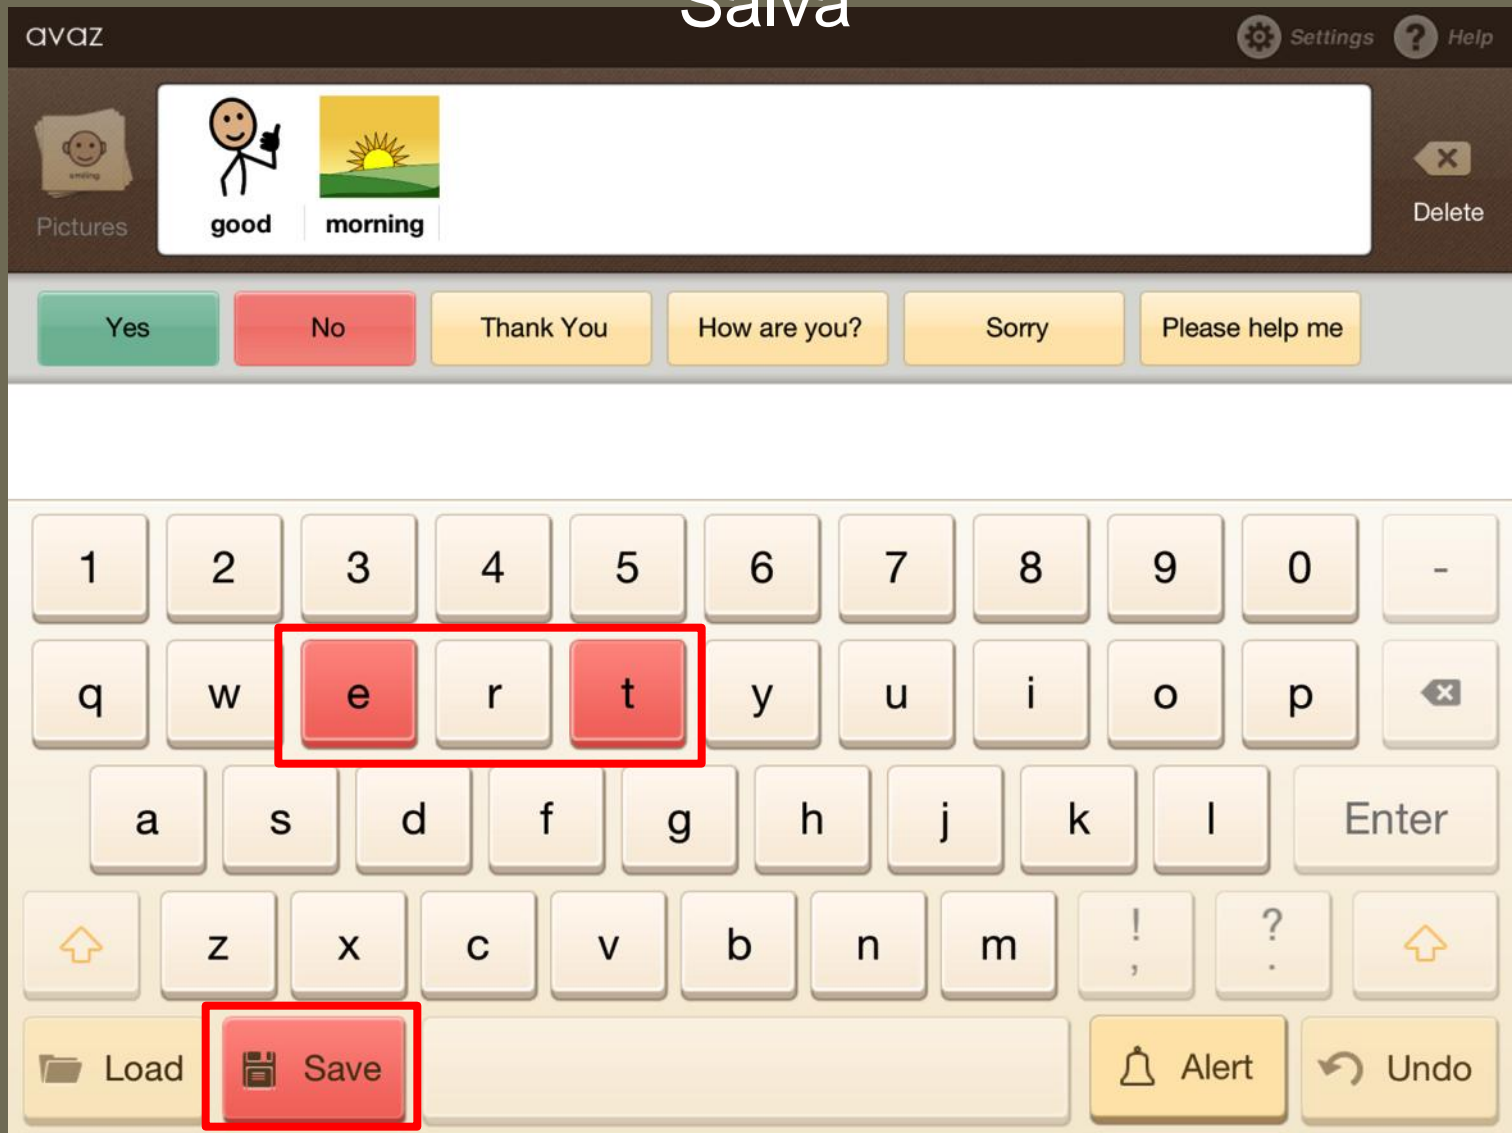 Salva
avaz Settings ? Help
smiling
Pictures good morning Delete
Yes No Thank You How are you? Sorry Please help me
1 2 3 4 5 6 7 8 9 0 -
q w e r t y u i o p
a s d f g h j k l Enter
z x c v b n m ! , ? .
Load Save Alert Undo